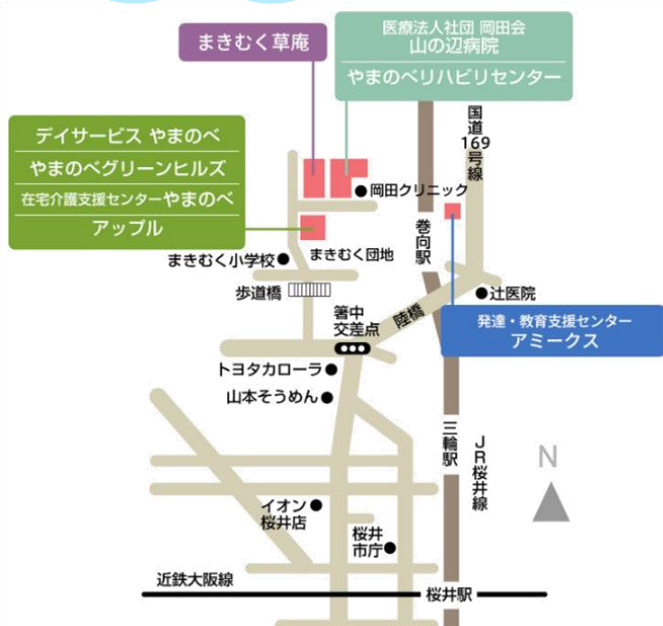 まきむく草庵
医療法人社団 岡田会
山の辺病院
やまのべリハビリセンター
国道
169
号線
デイサービス やまのべ
やまのべグリーンヒルズ
在宅介護支援センターやまのべ
アップル
岡田クリニック
巻向駅
まきむく小学校
まきむく団地
歩道橋
辻医院
箸中
交差点
陸橋
発達・教育支援センター
アミークス
トヨタカローラ
山本そうめん
三輪駅
JR桜井線
N
イオン
桜井店
桜井
市庁
近鉄大阪線
桜井駅